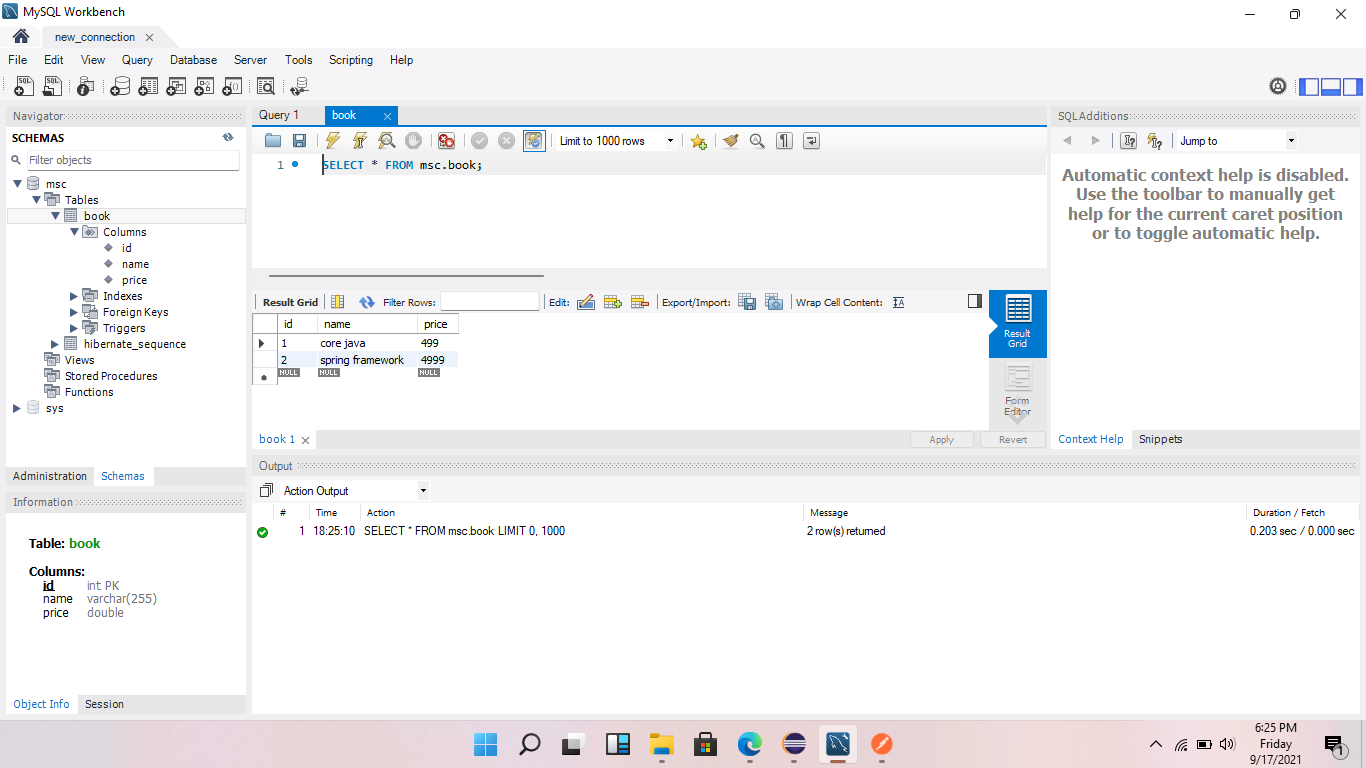 MySQL Workbench
new_connection
File Edit View Query Database Server Tools Scripting Help
Navigator
SCHEMAS
Filter objects
msc
Tables
book
Columns
id
name
price
Indexes
Foreign Keys
Triggers
hibernate_sequence
Views
Stored Procedures
Functions
sys
Administration Schemas
Information
Table: book
Columns:
id int PK
name varchar(255)
price double
Object Info Session
Query 1 book
Limit to 1000 rows
1 SELECT * FROM msc.book;
Result Grid Filter Rows: Edit: Export/Import: Wrap Cell Content:
id name price
1 core java 499
2 spring framework 4999
NULL NULL NULL
Result
Grid
Form
Editor
book 1 Apply Revert
SQLAdditions
Jump to
Automatic context help is disabled.
Use the toolbar to manually get
help for the current caret position
or to toggle automatic help.
Context Help Snippets
Output
Action Output
# Time Action Message Duration / Fetch
1 18:25:10 SELECT * FROM msc.book LIMIT 0, 1000 2 row(s) returned 0.203 sec / 0.000 sec
6:25 PM
Friday
9/17/2021
1